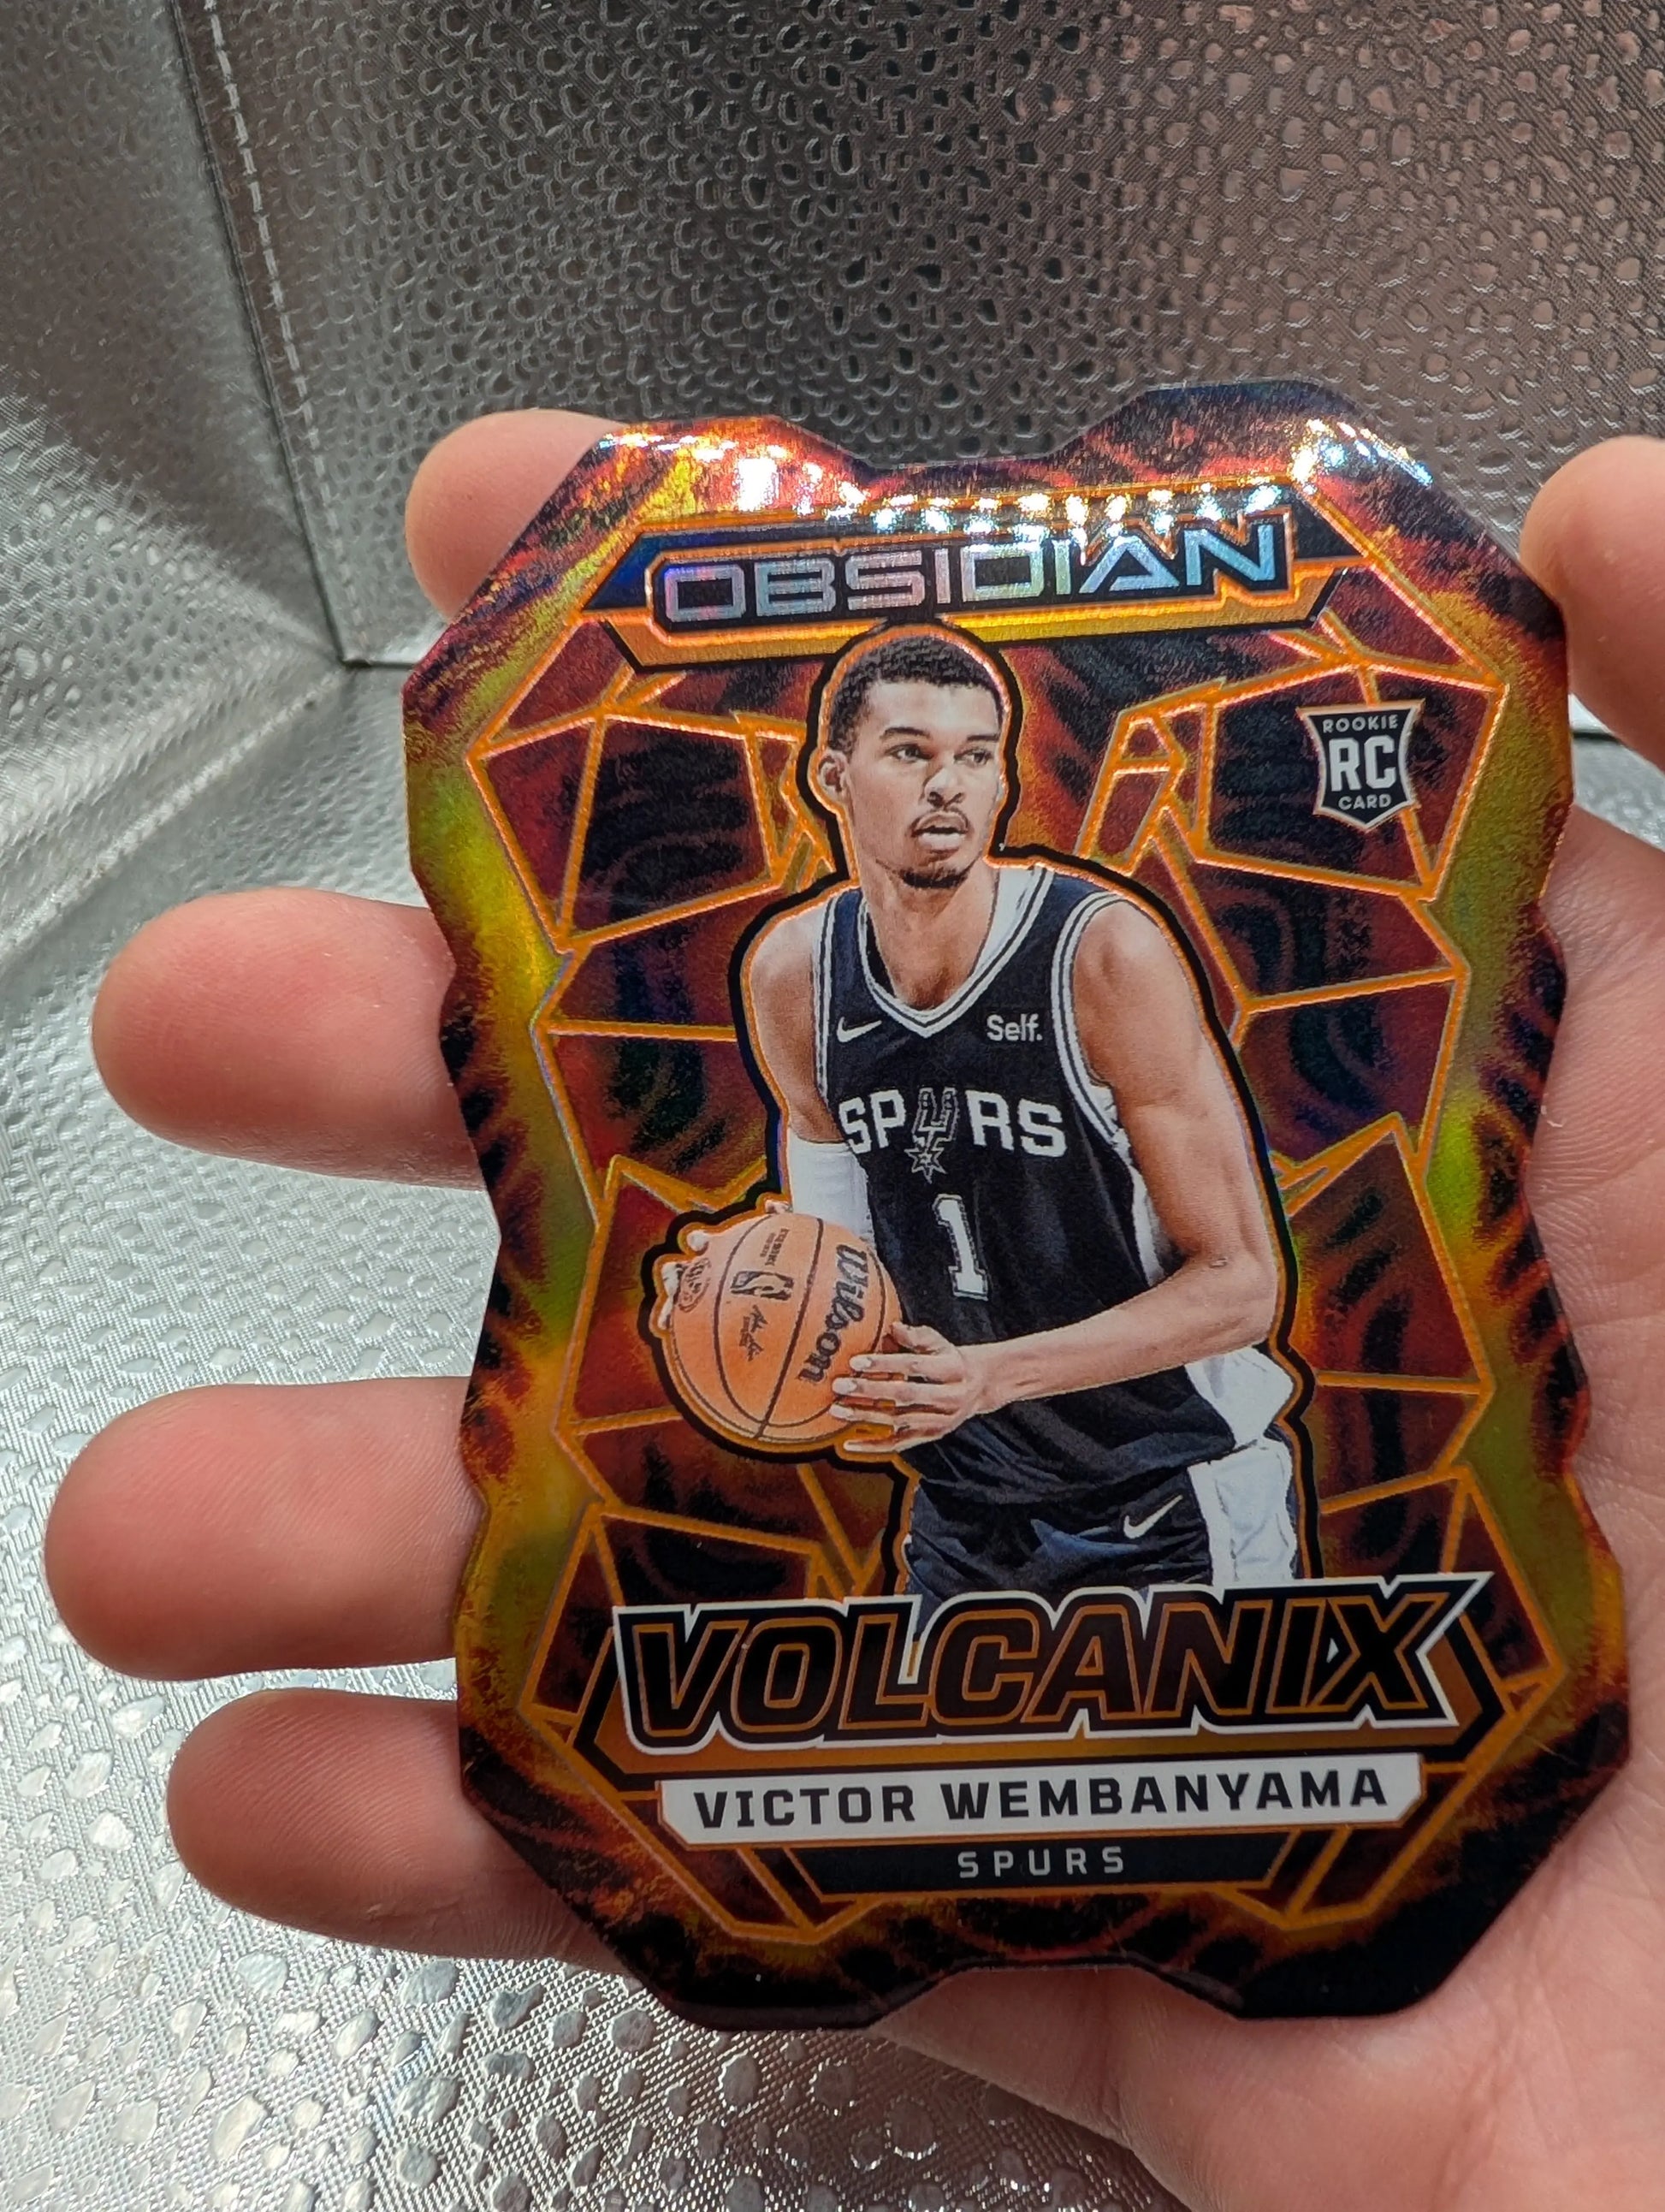 OBSIDIAN
ROOKIE
RC
CARD
Self.
SPURS
1
Wilson
VOLCANIX
VICTOR WEMBANYAMA
SPURS